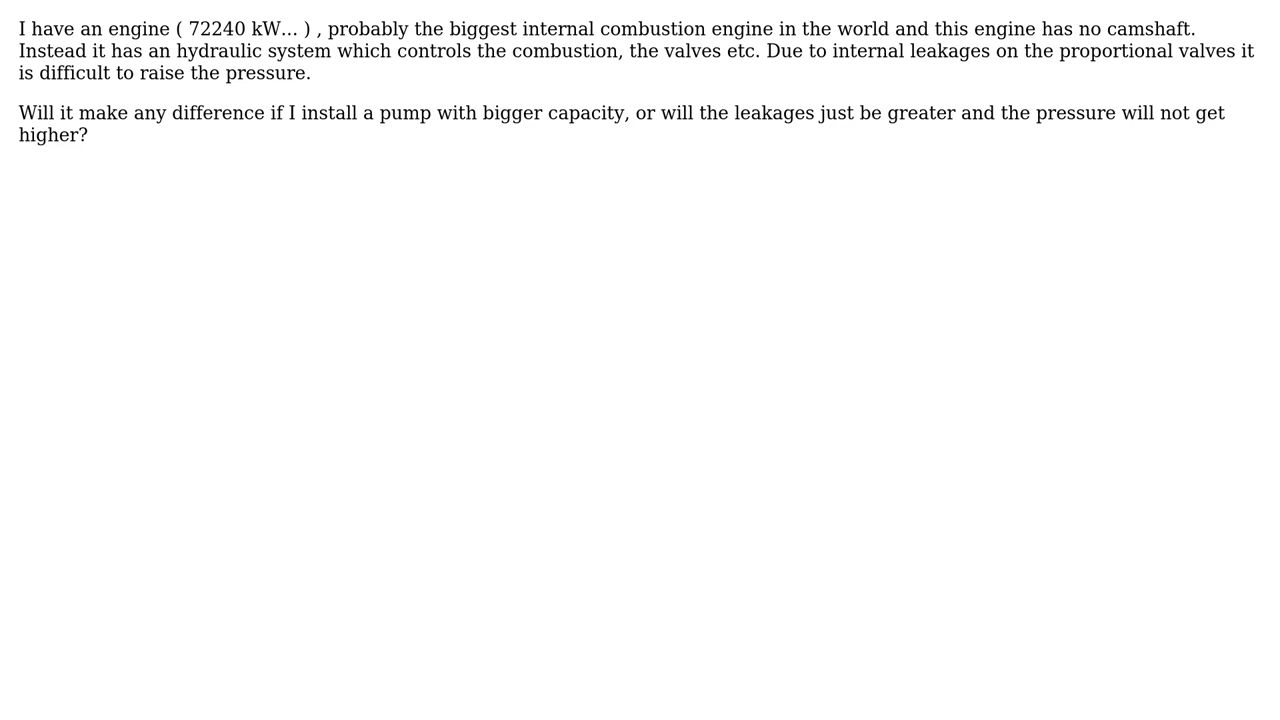 I have an engine ( 72240 kW... ) , probably the biggest internal combustion engine in the world and this engine has no camshaft.
Instead it has an hydraulic system which controls the combustion, the valves etc. Due to internal leakages on the proportional valves it
is difficult to raise the pressure.
Will it make any difference if I install a pump with bigger capacity, or will the leakages just be greater and the pressure will not get
higher?